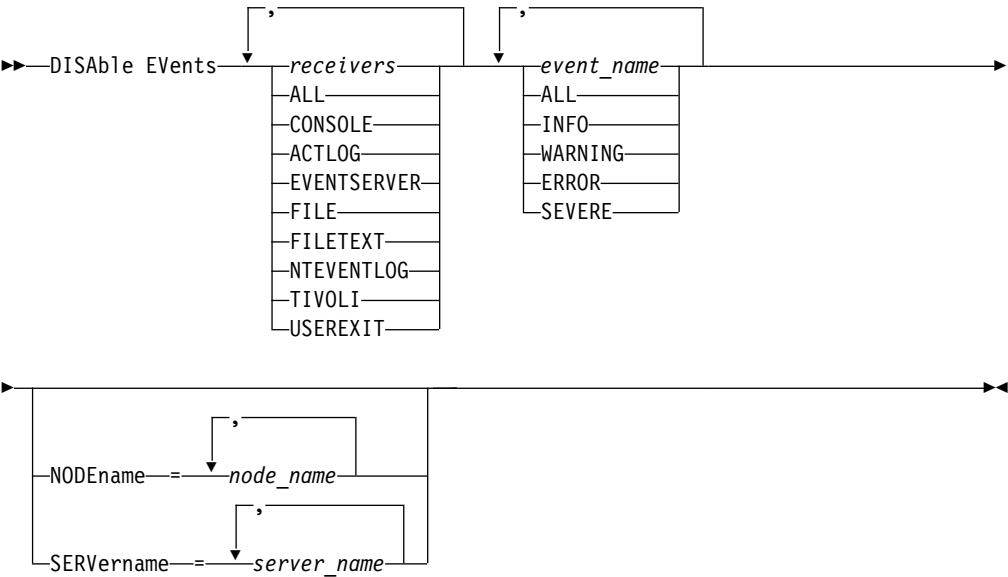 , ,
DISAble EVents receivers event_name
ALL ALL
CONSOLE INFO
ACTLOG WARNING
EVENTSERVER ERROR
FILE SEVERE
FILETEXT
NTEVENTLOG
TIVOLI
USEREXIT
,
NODEname = node_name
,
SERVername = server_name